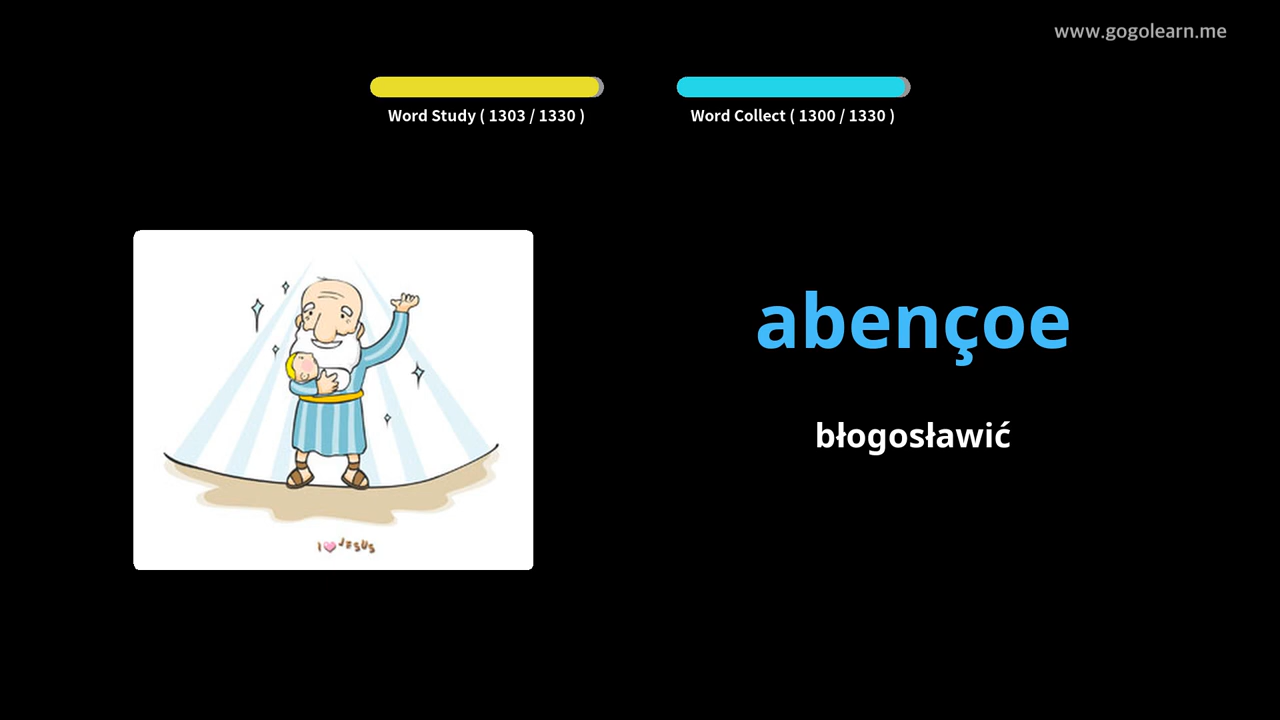 www.gogolearn.me
Word Study ( 1303 / 1330 )
Word Collect ( 1300 / 1330 )
abençoe
błogosławić
I JESUS